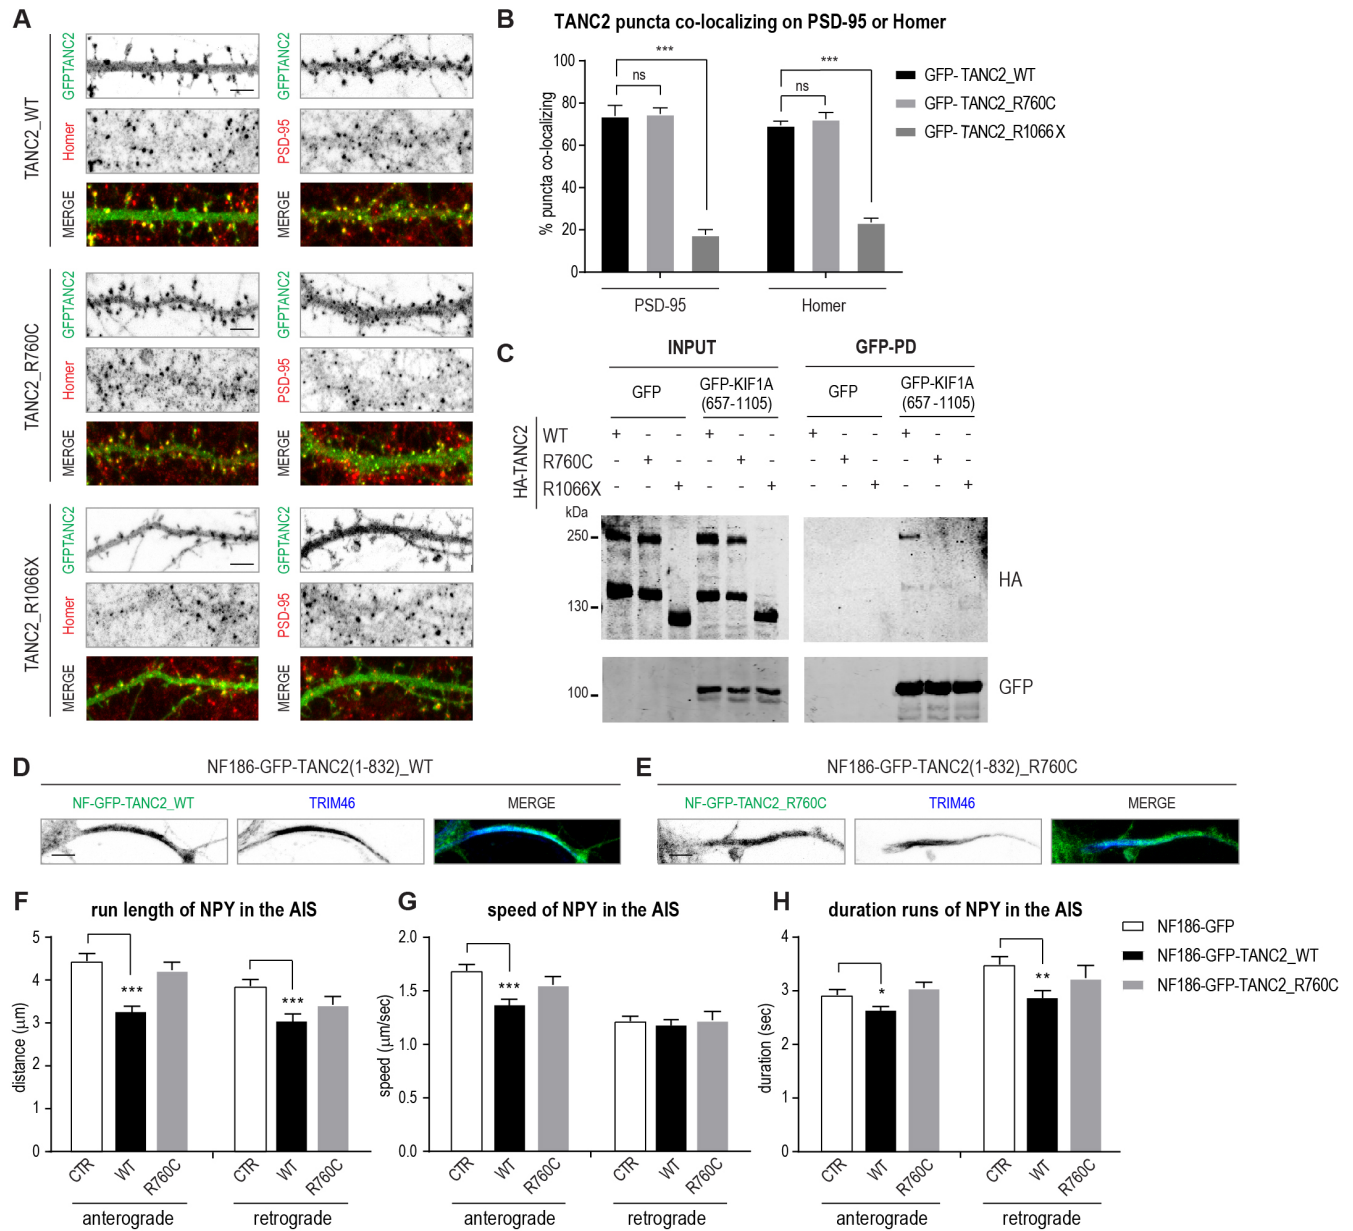 A
TANC2_WT
GFPTANC2
GFPTANC2
Homer
PSD-95
MERGE
MERGE
TANC2_R760C
GFPTANC2
GFPTANC2
Homer
PSD-95
MERGE
MERGE
TANC2_R1066X
GFPTANC2
GFPTANC2
Homer
PSD-95
MERGE
MERGE
B
TANC2 puncta co-localizing on PSD-95 or Homer
% puncta co-localizing
100
80
60
40
20
0
***
ns
***
ns
PSD-95
Homer
GFP- TANC2_WT
GFP- TANC2_R760C
GFP- TANC2_R1066X
C
INPUT
GFP-PD
GFP
GFP-KIF1A
(657-1105)
GFP
GFP-KIF1A
(657-1105)
HA-TANC2
WT + - - + - - + - - + - -
R760C - + - - + - - + - - + -
R1066X - - + - - + - - + - - +
kDa
250
130
HA
100
GFP
D
NF186-GFP-TANC2(1-832)_WT
NF-GFP-TANC2_WT
TRIM46
MERGE
E
NF186-GFP-TANC2(1-832)_R760C
NF-GFP-TANC2_R760C
TRIM46
MERGE
F
run length of NPY in the AIS
distance (μm)
5
4
3
2
1
0
***
***
CTR
WT
R760C
CTR
WT
R760C
anterograde
retrograde
G
speed of NPY in the AIS
speed (μm/sec)
2.0
1.5
1.0
0.5
0.0
***
CTR
WT
R760C
CTR
WT
R760C
anterograde
retrograde
H
duration runs of NPY in the AIS
duration (sec)
4
3
2
1
0
*
**
CTR
WT
R760C
CTR
WT
R760C
anterograde
retrograde
NF186-GFP
NF186-GFP-TANC2_WT
NF186-GFP-TANC2_R760C